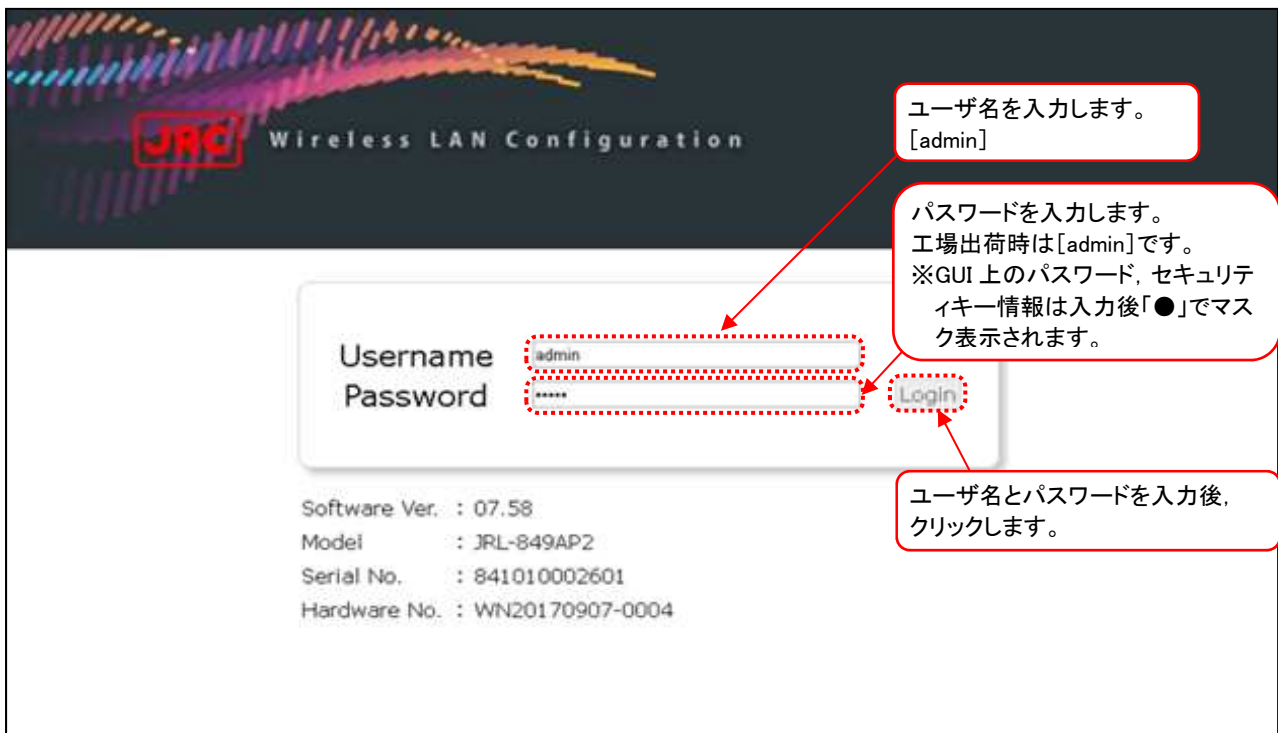 JRC Wireless LAN Configuration
ユーザ名を入力します。
[admin]
パスワードを入力します。
工場出荷時は[admin]です。
※GUI 上のパスワード, セキュリテ
ィキー情報は入力後「●」でマス
ク表示されます.
Username admin
Password •••••
Login
ユーザ名とパスワードを入力後,
クリックします。
Software Ver. : 07.58
Model : JRL-849AP2
Serial No. : 841010002601
Hardware No. : WN20170907-0004